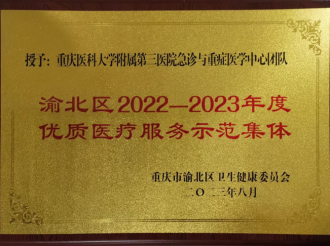 授予：重庆医科大学附属第三医院急诊与重症医学中心团队
渝北区2022—2023年度
优质医疗服务示范集体
重庆市渝北区卫生健康委员会
二〇二三年八月